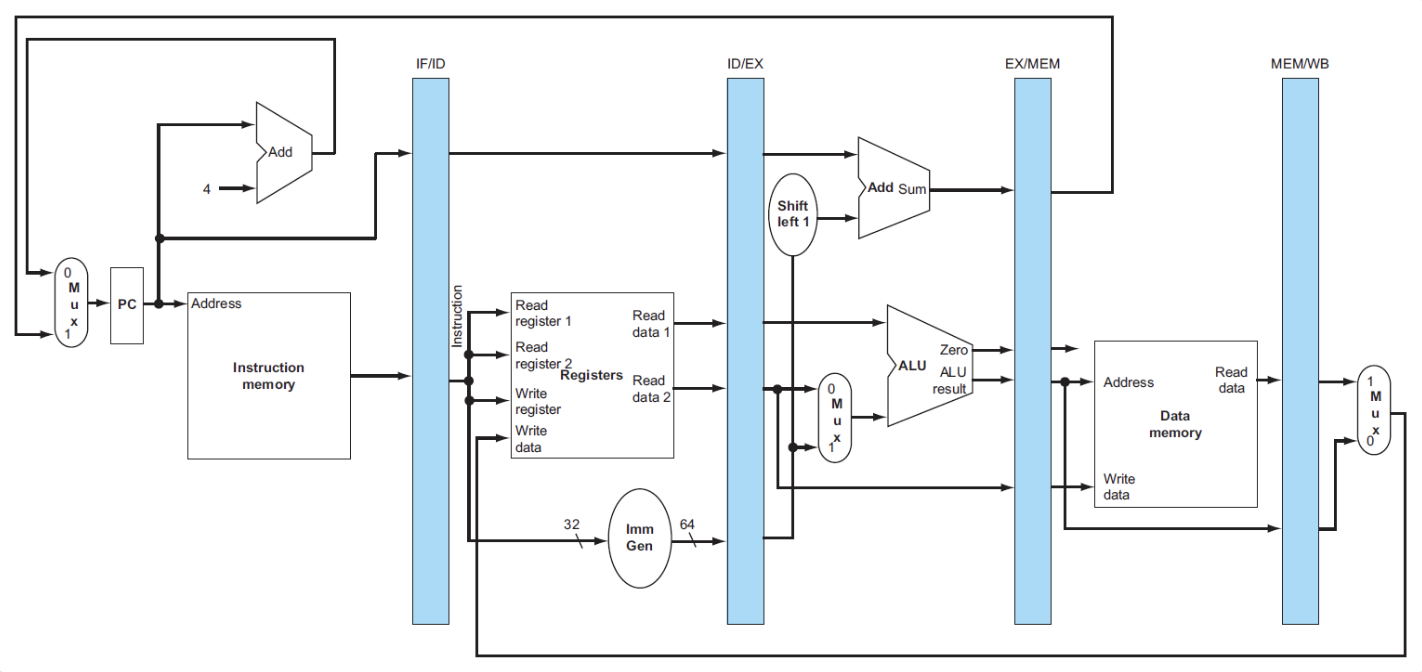 IF/ID
ID/EX
EX/MEM
MEM/WB
Add
4
Shift
left 1
Add Sum
0
M
u
x
1
PC
Address
Instruction
memory
Instruction
Read
register 1
Read
register 2
Write
register
Write
data
Registers
Read
data 1
Read
data 2
0
M
u
x
1
Zero
ALU
ALU
result
Address
Read
data
Data
memory
Write
data
1
M
u
x
0
32
Imm
Gen
64